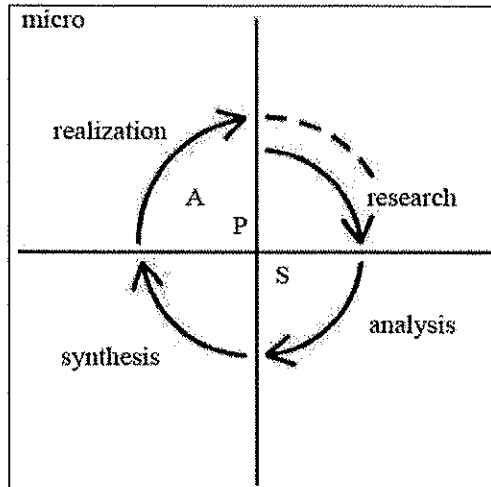 micro
realization
A
research
P
S
analysis
synthesis